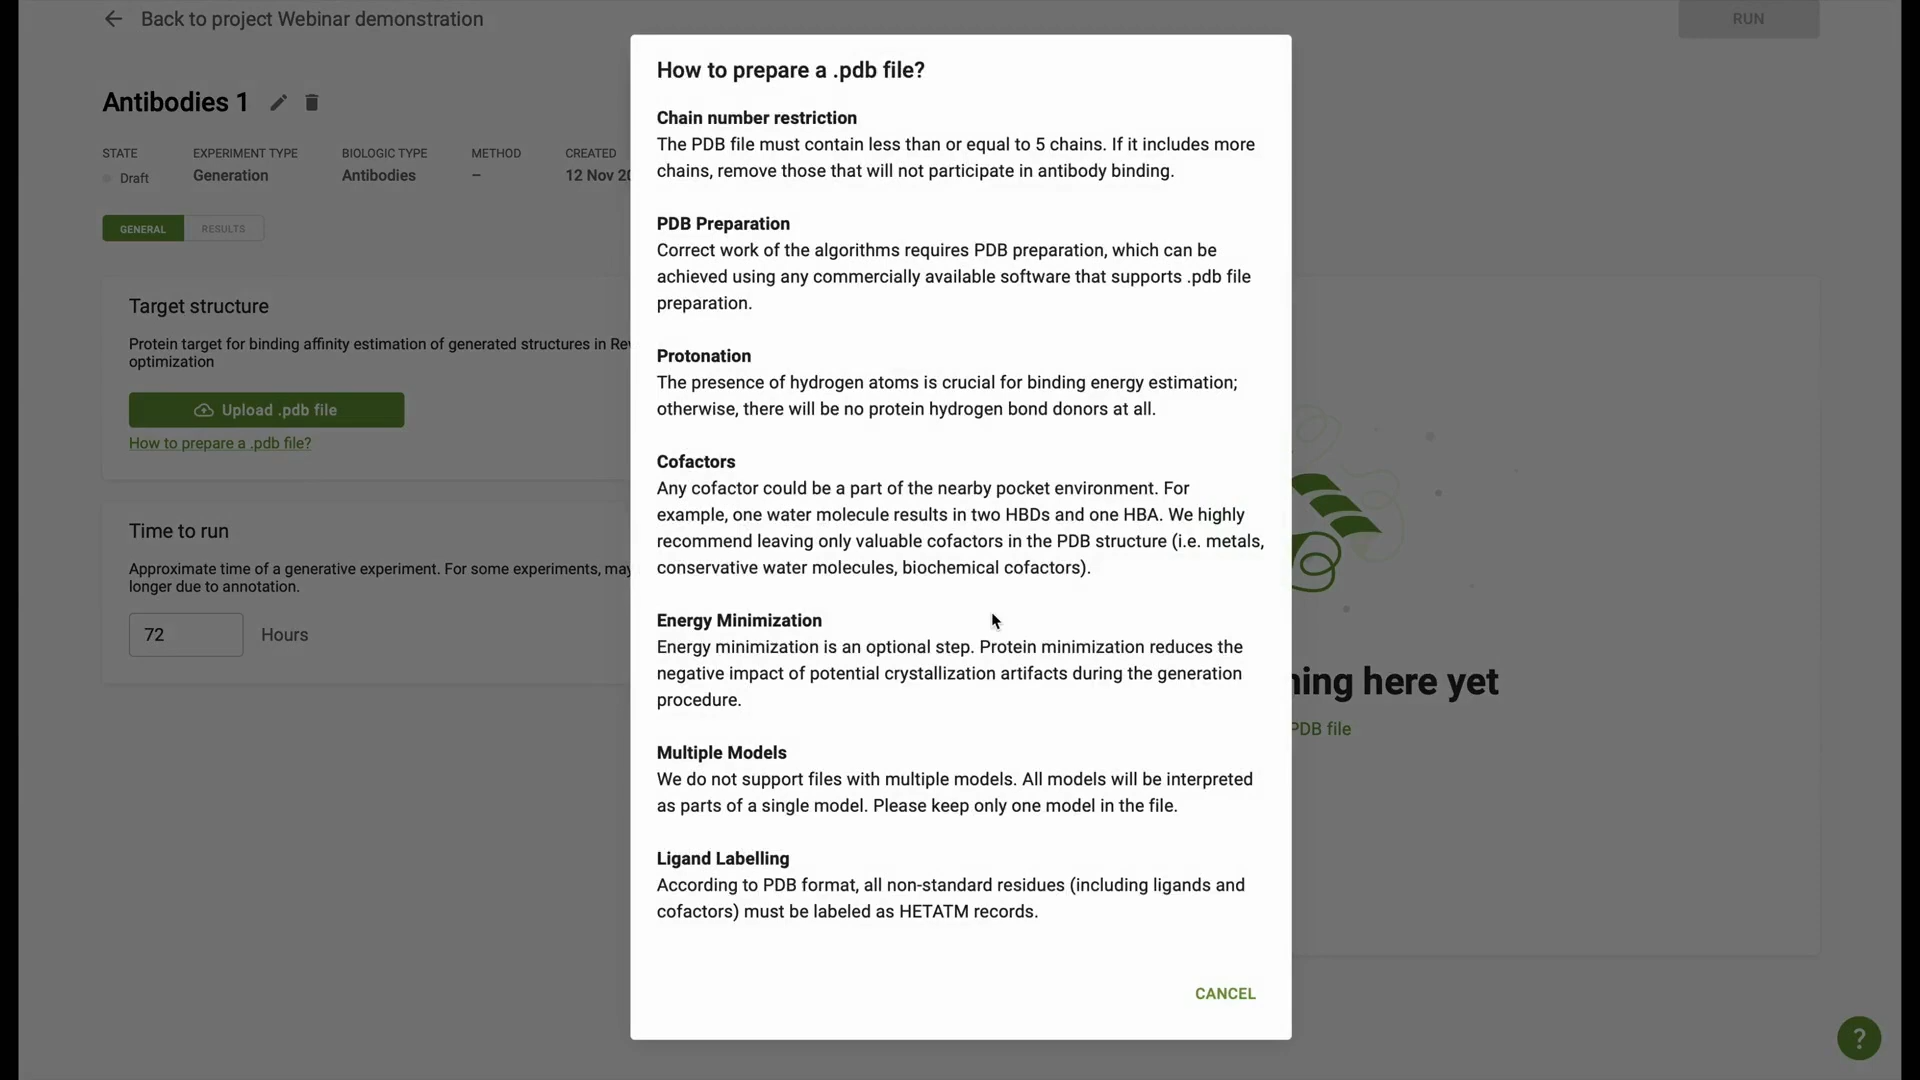 Back to project Webinar demonstration
RUN
Antibodies 1
STATE
Draft
EXPERIMENT TYPE
Generation
BIOLOGIC TYPE
Antibodies
METHOD
–
CREATED
12 Nov 20
GENERAL
RESULTS
Target structure
Protein target for binding affinity estimation of generated structures in
optimization
Upload .pdb file
How to prepare a .pdb file?
Time to run
Approximate time of a generative experiment. For some experiments, may
longer due to annotation.
72
Hours
How to prepare a .pdb file?
Chain number restriction
The PDB file must contain less than or equal to 5 chains. If it includes more
chains, remove those that will not participate in antibody binding.
PDB Preparation
Correct work of the algorithms requires PDB preparation, which can be
achieved using any commercially available software that supports .pdb file
preparation.
Protonation
The presence of hydrogen atoms is crucial for binding energy estimation;
otherwise, there will be no protein hydrogen bond donors at all.
Cofactors
Any cofactor could be a part of the nearby pocket environment. For
example, one water molecule results in two HBDs and one HBA. We highly
recommend leaving only valuable cofactors in the PDB structure (i.e. metals,
conservative water molecules, biochemical cofactors).
Energy Minimization
Energy minimization is an optional step. Protein minimization reduces the
negative impact of potential crystallization artifacts during the generation
procedure.
Multiple Models
We do not support files with multiple models. All models will be interpreted
as parts of a single model. Please keep only one model in the file.
Ligand Labelling
According to PDB format, all non-standard residues (including ligands and
cofactors) must be labeled as HETATM records.
CANCEL
here yet
PDB file
?